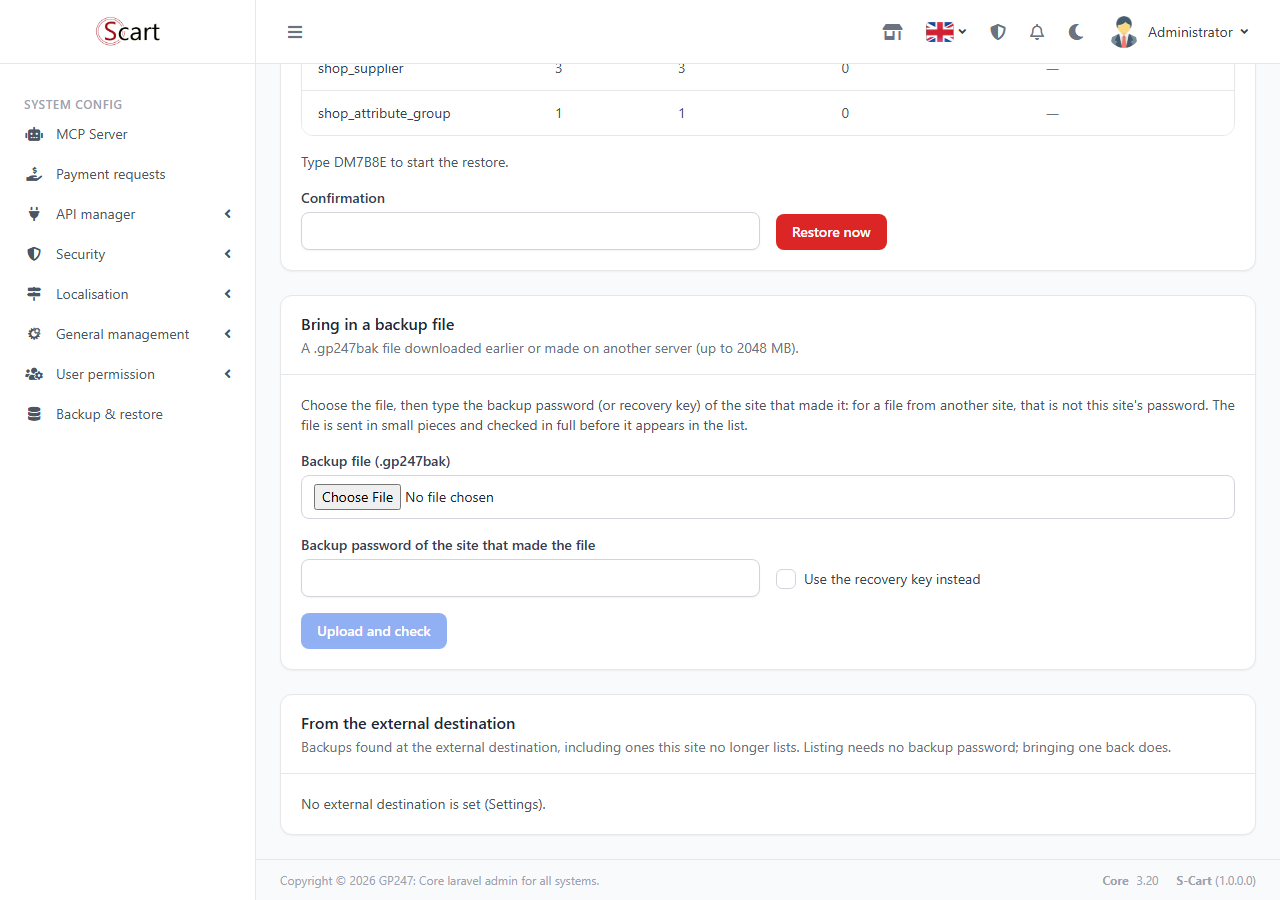 Scart
Administrator
SYSTEM CONFIG
MCP Server
Payment requests
API manager
Security
Localisation
General management
User permission
Backup & restore
shop_supplier 3 3 0 —
shop_attribute_group 1 1 0 —
Type DM7B8E to start the restore.
Confirmation
Restore now
Bring in a backup file
A .gp247bak file downloaded earlier or made on another server (up to 2048 MB).
Choose the file, then type the backup password (or recovery key) of the site that made it: for a file from another site, that is not this site's password. The
file is sent in small pieces and checked in full before it appears in the list.
Backup file (.gp247bak)
Choose File No file chosen
Backup password of the site that made the file
Use the recovery key instead
Upload and check
From the external destination
Backups found at the external destination, including ones this site no longer lists. Listing needs no backup password; bringing one back does.
No external destination is set (Settings).
Copyright © 2026 GP247: Core laravel admin for all systems. Core 3.20 S-Cart (1.0.0.0)